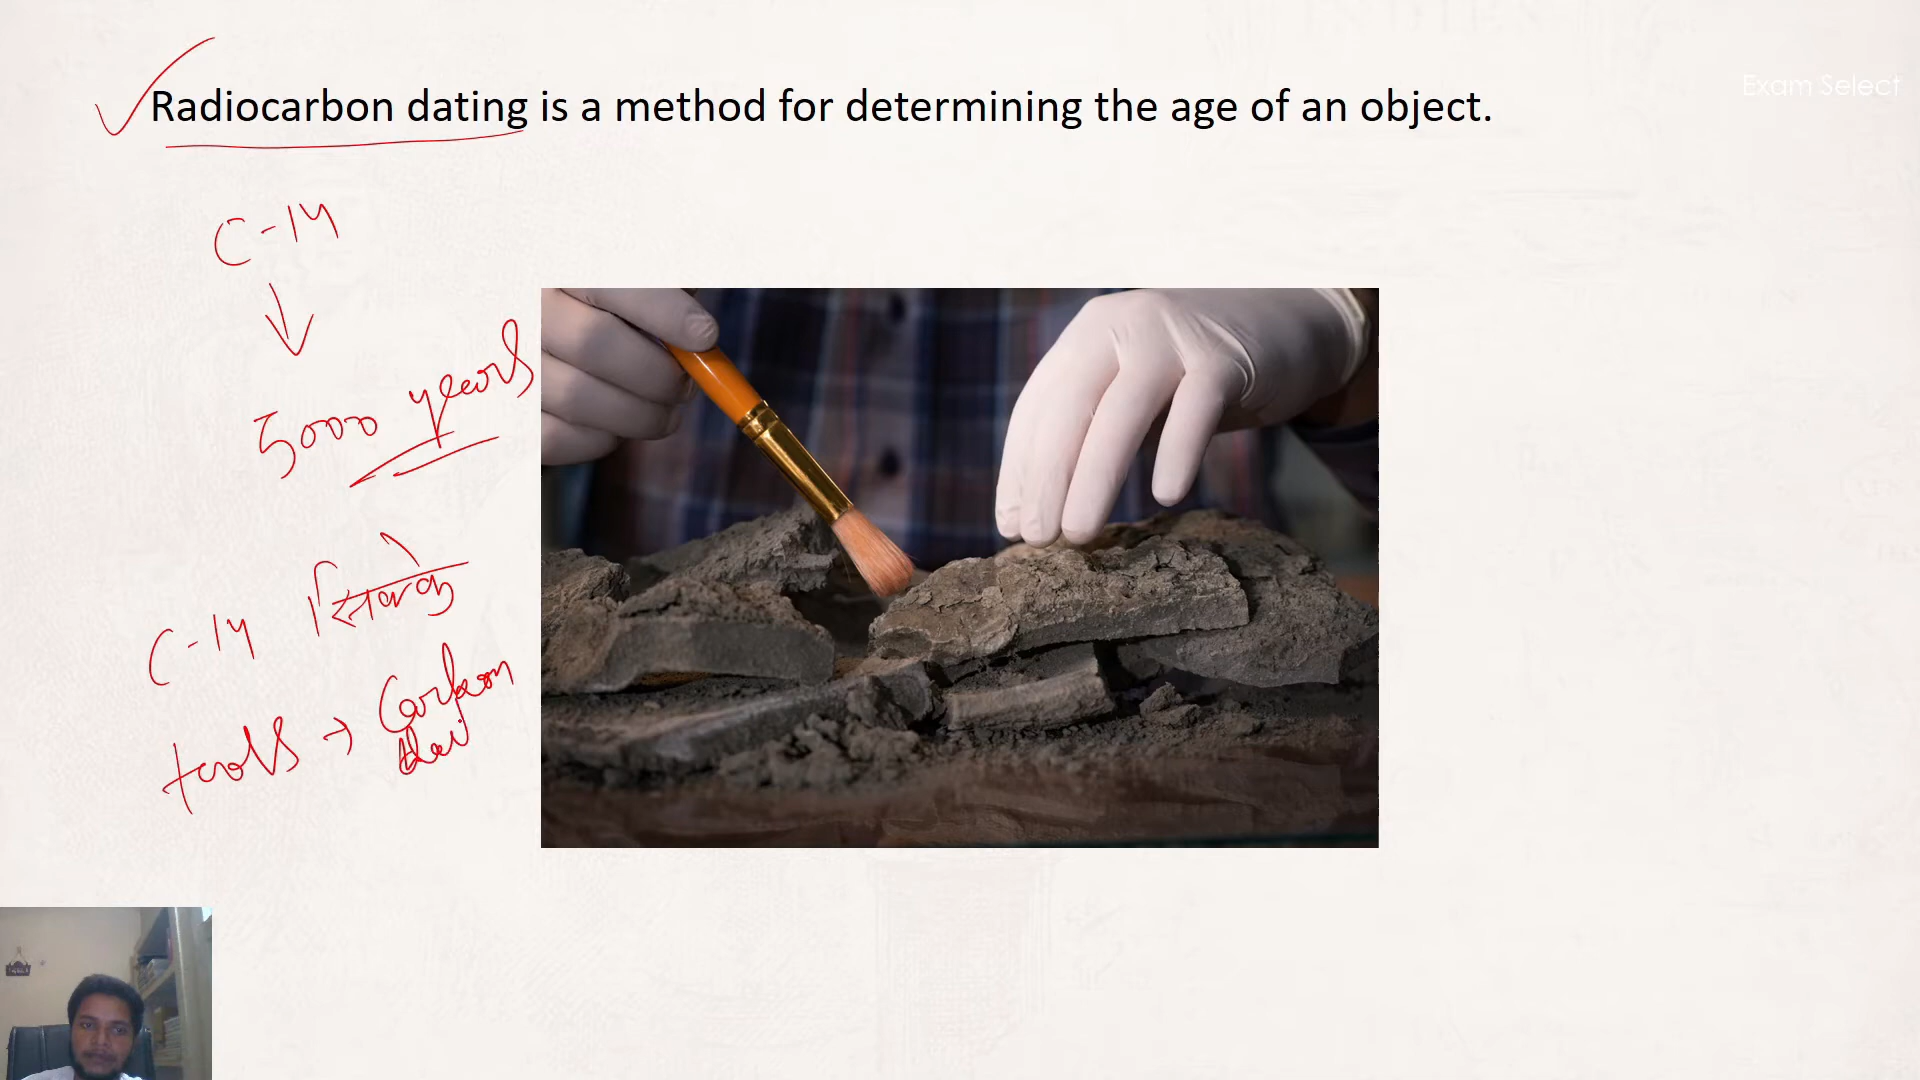 Exam Select
Radiocarbon dating is a method for determining the age of an object.
C-14
5000 years
C-14
tools → Carbon